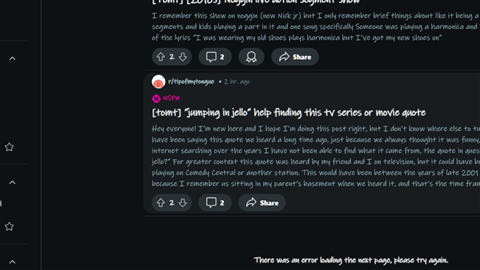 [tomt] [2010s] Noggin live action segment show
I remember this show on noggin (now Nick jr) but I only remember brief things about like it being a
segments and kids playing a part in it and one song specifically Someone was playing a harmonica and
of the lyrics "I was wearing my old shoes plays harmonica but I've got my new shoes on"
2 2 Share
r/tipofmytongue • 2 hr. ago
NSFW
[tomt] "jumping in jello" help finding this tv series or movie quote
Hey everyone! I'm new here and I hope I'm doing this post right, but I don't know where else to tu
have been saying this quote we heard a long time ago, just because we always thought it was funny,
internet searching over the years I have not been able to find what it came from, the quote in ques
jello?" For greater context this quote was heard by my friend and I on television, but it could have b
playing on Comedy Central or another station. This would have been between the years of late 2001
because I remember us sitting in my parent's basement when we heard it, and that's the time fram
2 2 Share
There was an error loading the next page, please try again.